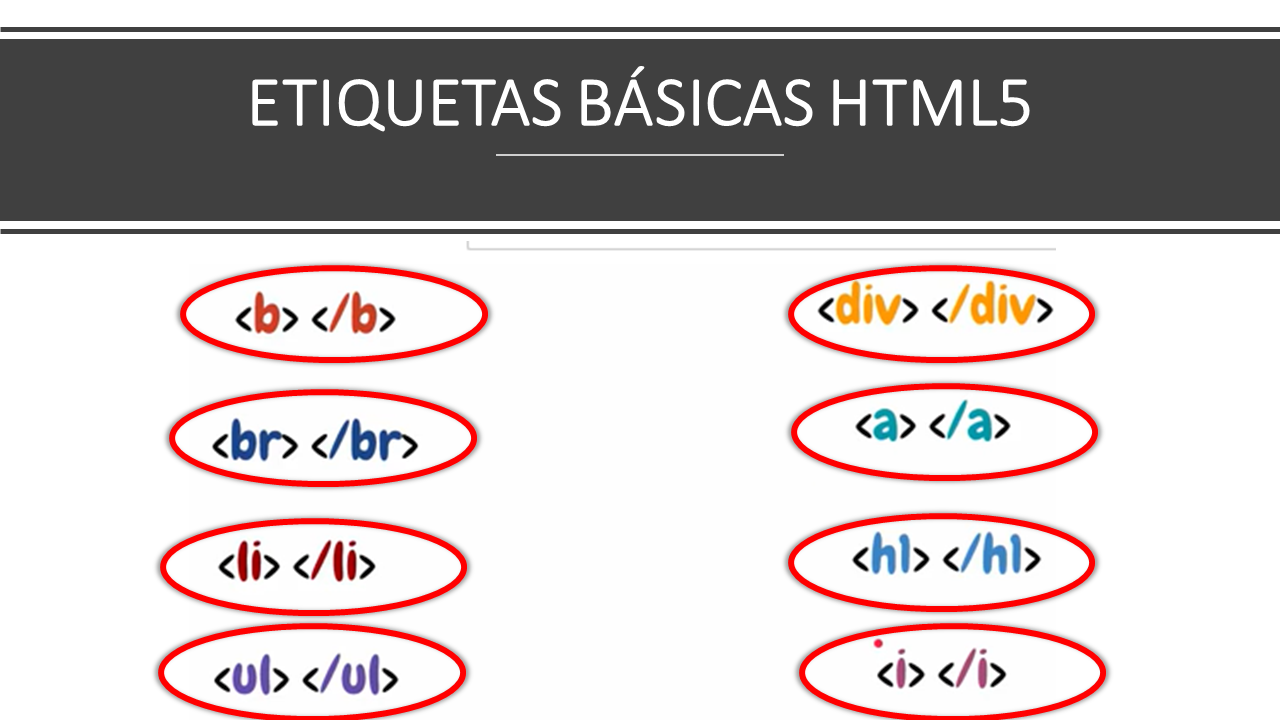 ETIQUETAS BÁSICAS HTML5
<b> </b>
<div> </div>
<br> </br>
<a> </a>
<li> </li>
<h1> </h1>
<ul> </ul>
<i> </i>